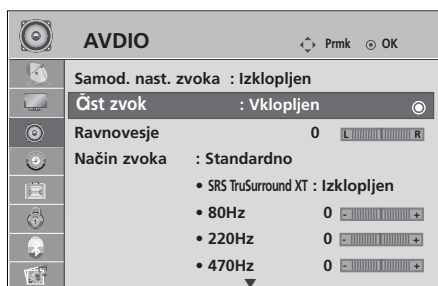 AVDIO Prmk OK
Samod. nast. zvoka : Izklopljen
Čist zvok : Vklopljen
Ravnovesje 0 L R
Način zvoka : Standardno
• SRS TruSurround XT : Izklopljen
• 80Hz 0 - +
• 220Hz 0 - +
• 470Hz 0 - +